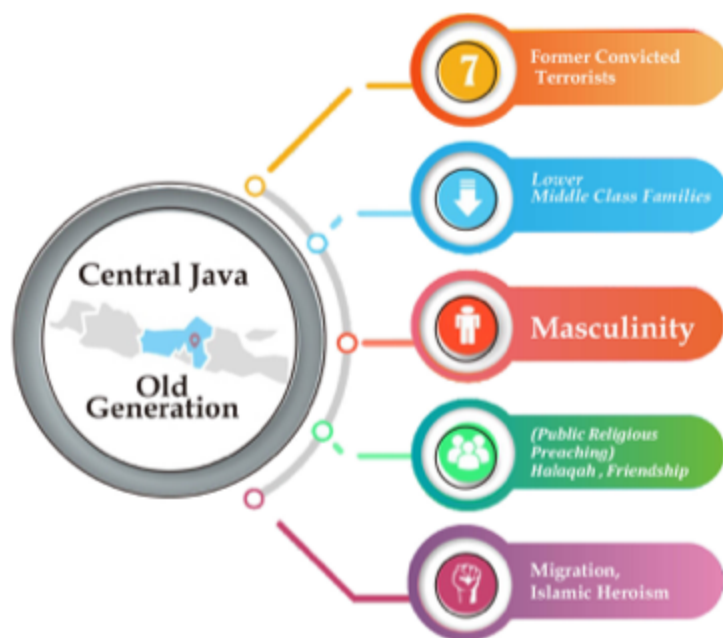 Central Java
Old
Generation
7
Former Convicted
Terrorists
Lower
Middle Class Families
Masculinity
(Public Religious
Preaching)
Halaqah , Friendship
Migration,
Islamic Heroism